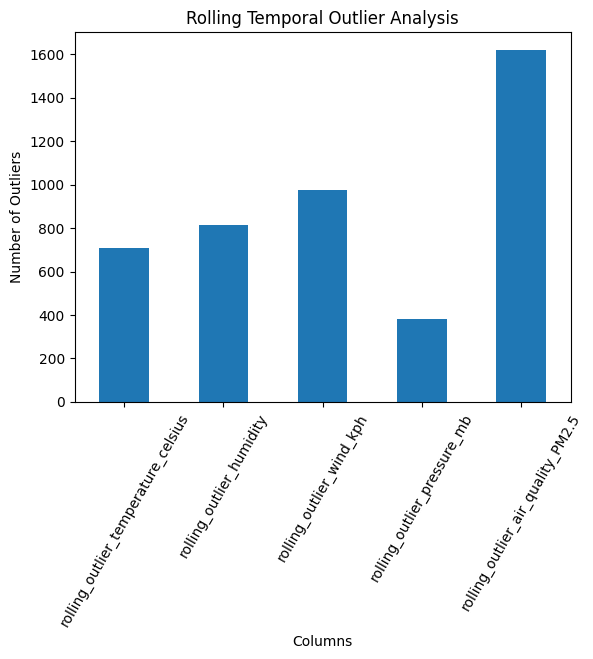 Rolling Temporal Outlier Analysis
Number of Outliers
1600
1400
1200
1000
800
600
400
200
0
rolling_outlier_temperature_celsius
rolling_outlier_humidity
rolling_outlier_wind_kph
rolling_outlier_pressure_mb
rolling_outlier_air_quality_PM2.5
Columns